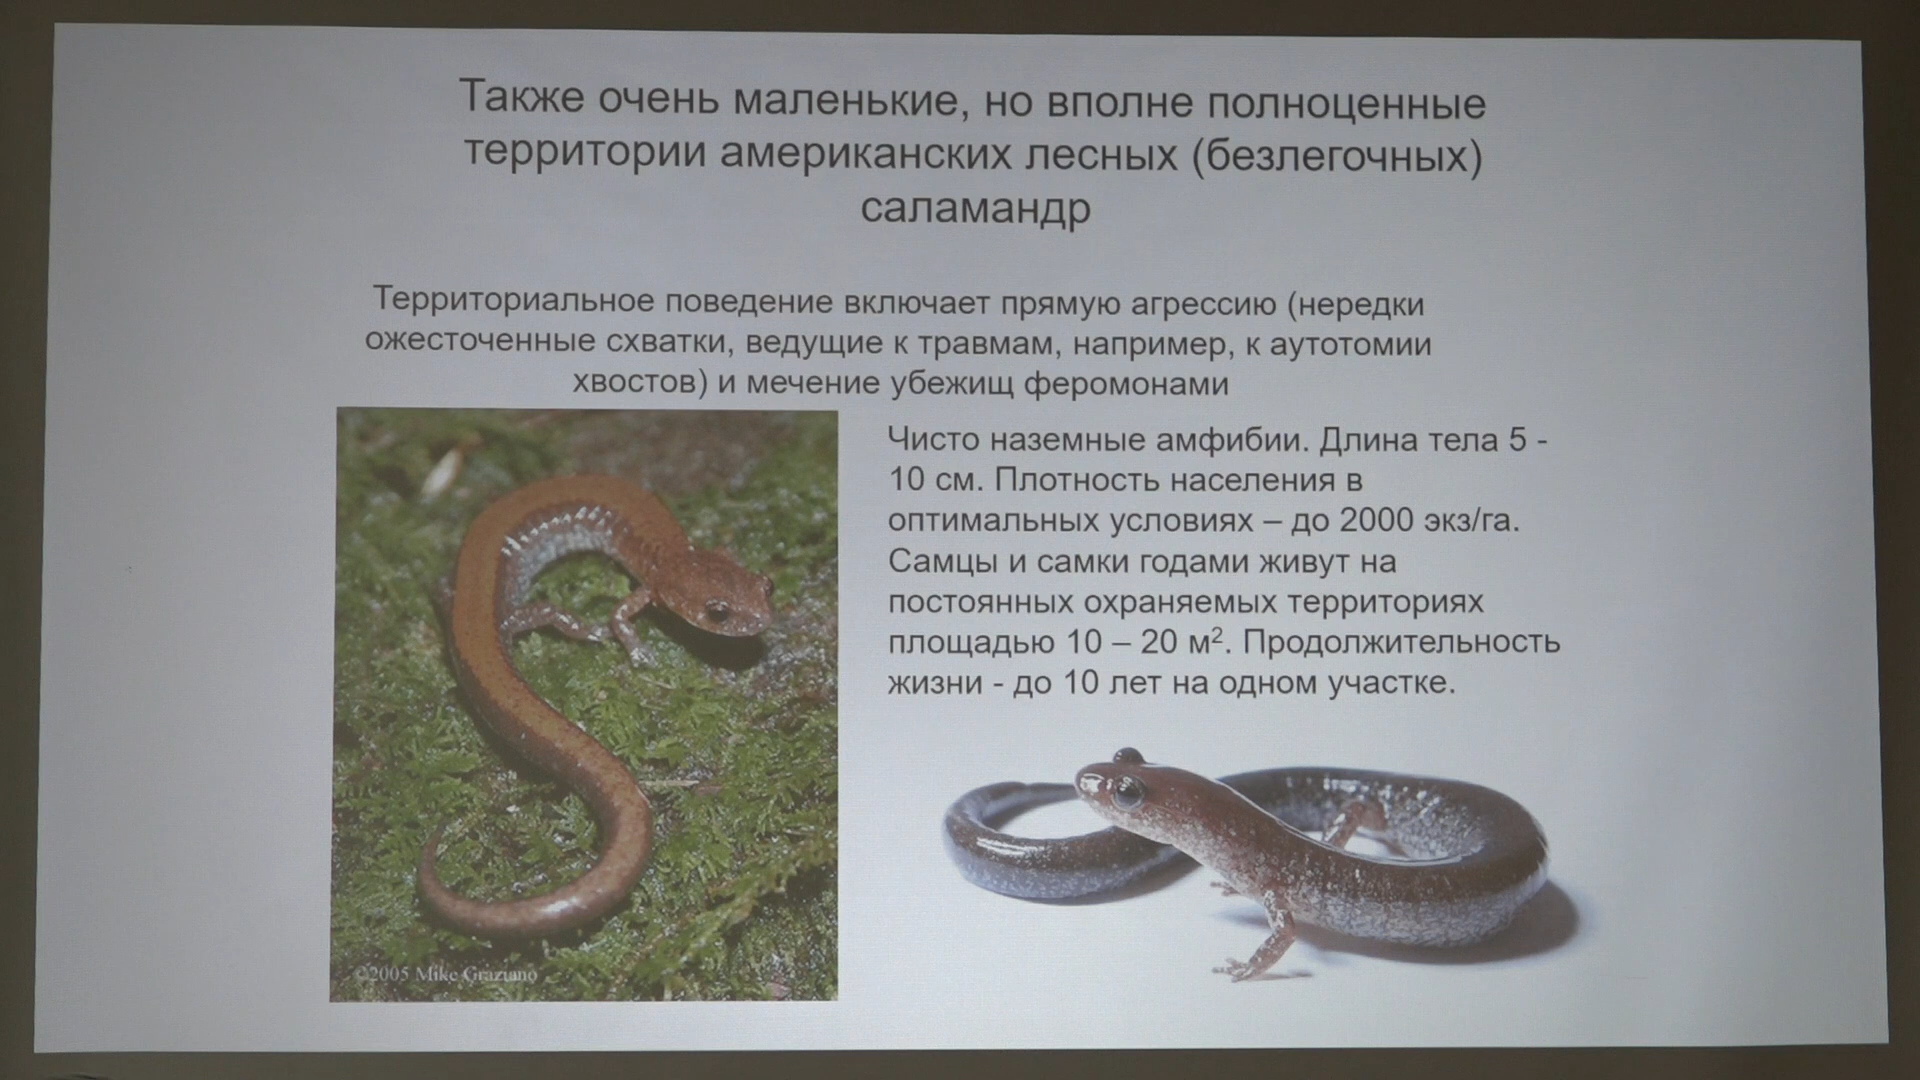 Также очень маленькие, но вполне полноценные
территории американских лесных (безлегочных)
саламандр
Территориальное поведение включает прямую агрессию (нередки
ожесточенные схватки, ведущие к травмам, например, к аутотомии
хвостов) и мечение убежищ феромонами
Чисто наземные амфибии. Длина тела 5 -
10 см. Плотность населения в
оптимальных условиях – до 2000 экз/га.
Самцы и самки годами живут на
постоянных охраняемых территориях
площадью 10 – 20 м². Продолжительность
жизни - до 10 лет на одном участке.
©2005 Mike Graziano